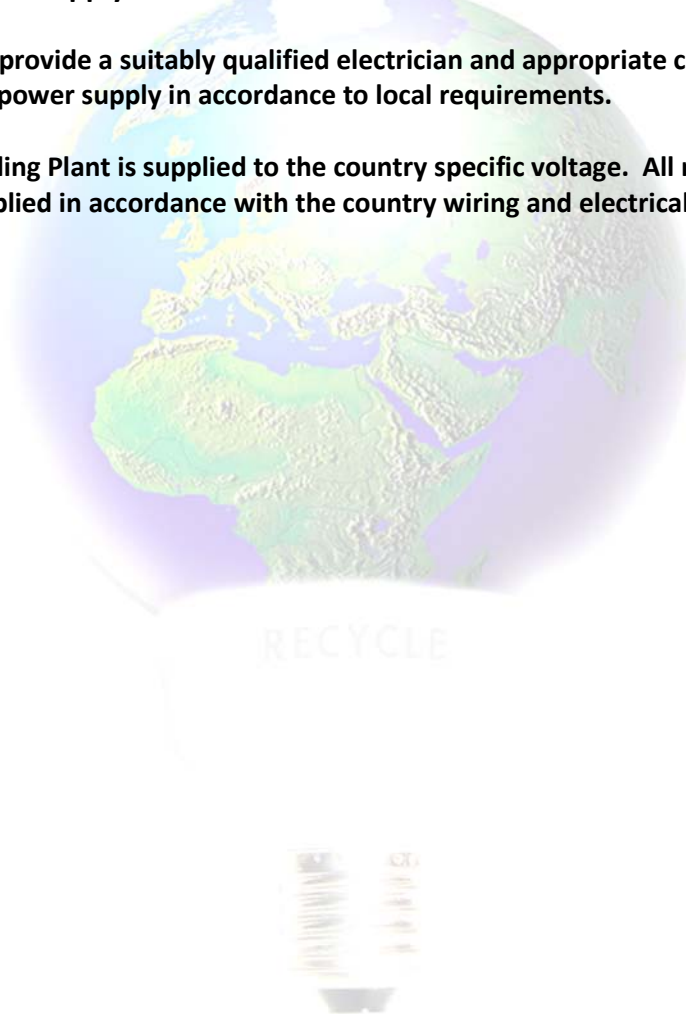 provide a suitably qualified electrician and appropriate c
power supply in accordance to local requirements.
ling Plant is supplied to the country specific voltage. All
plied in accordance with the country wiring and electrical
RECYCLE